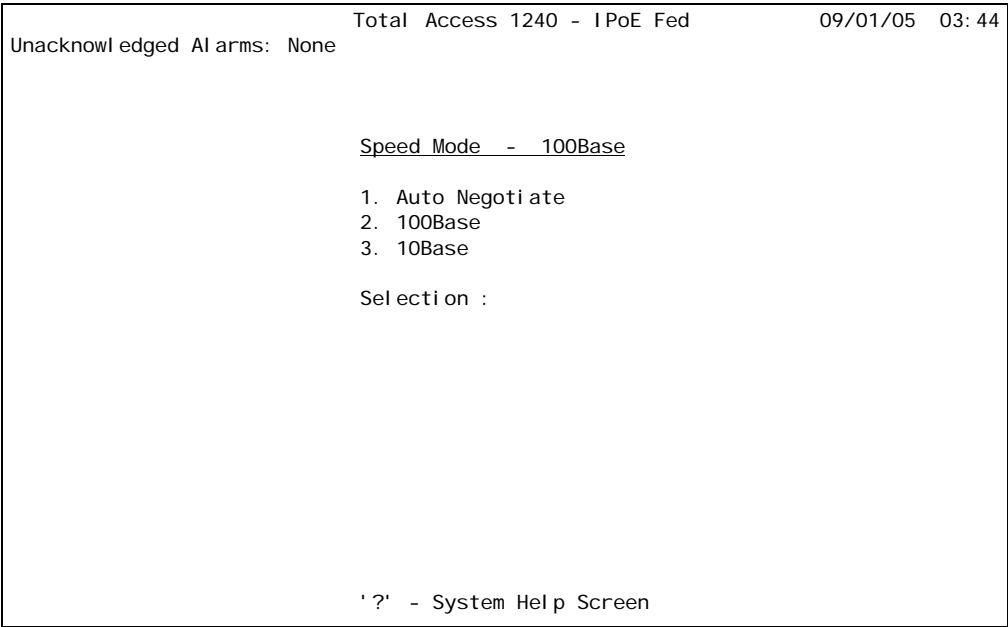 Total Access 1240 - IPoE Fed 09/01/05 03:44
Unacknowledged Alarms: None
Speed Mode - 100Base
1. Auto Negotiate
2. 100Base
3. 10Base
Selection :
'?' - System Help Screen